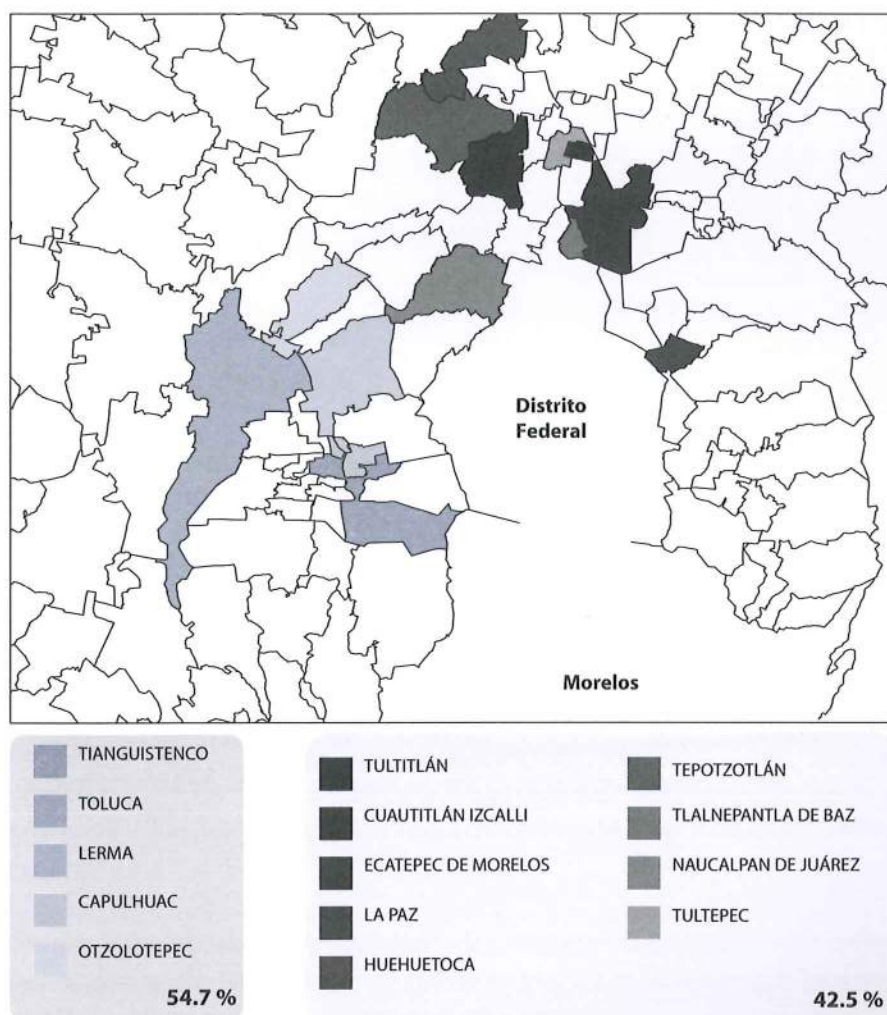 Distrito
Federal
Morelos
TIANGUISTENCO
TOLUCA
LERMA
CAPULHUAC
OTZOLOTEPEC
54.7 %
TULTITLÁN
CUAUTITLÁN IZCALLI
ECATEPEC DE MORELOS
LA PAZ
HUEHUETOCA
TEPOTZOTLÁN
TLALNEPANTLA DE BAZ
NAUCALPAN DE JUÁREZ
TULTEPEC
42.5 %